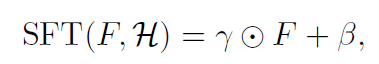 SFT(F, ℋ) = γ ⊙ F + β,